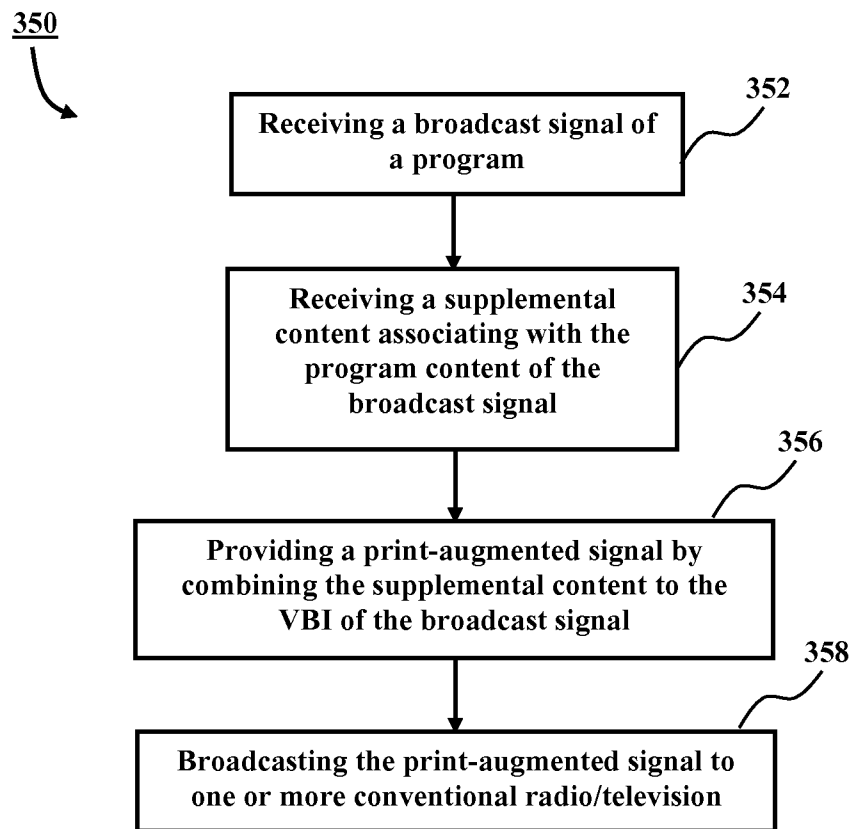 350
352
Receiving a broadcast signal of
a program
354
Receiving a supplemental
content associating with the
program content of the
broadcast signal
356
Providing a print-augmented signal by
combining the supplemental content to the
VBI of the broadcast signal
358
Broadcasting the print-augmented signal to
one or more conventional radio/television